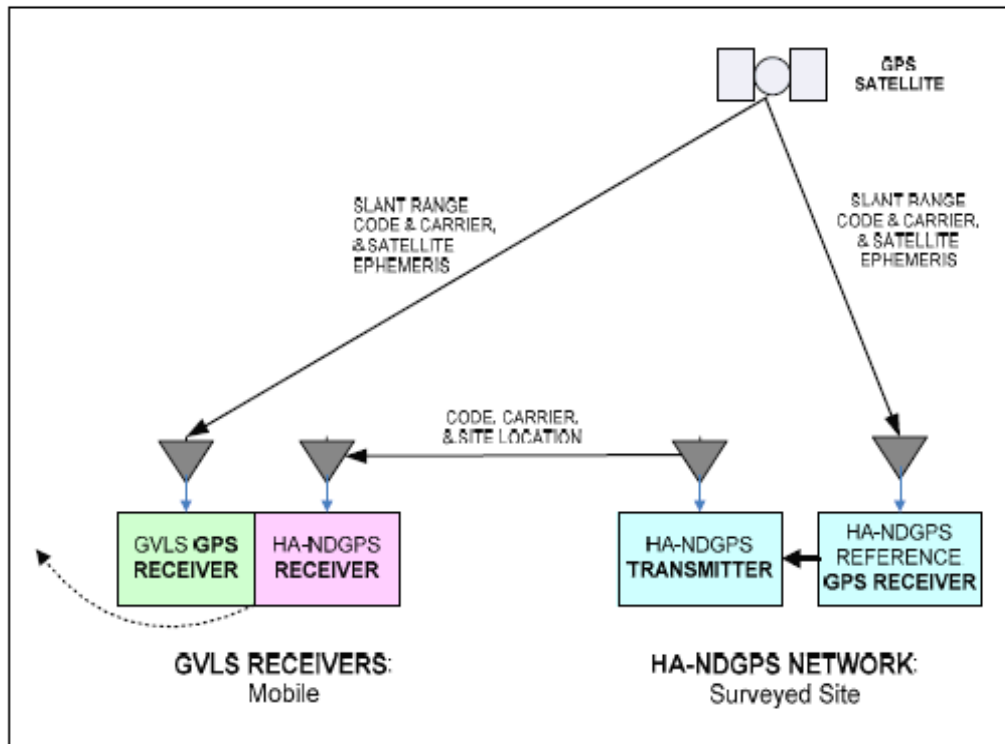 GPS
SATELLITE
SLANT RANGE
CODE & CARRIER,
& SATELLITE
EPHEMERIS
SLANT RANGE
CODE & CARRIER,
& SATELLITE
EPHEMERIS
CODE, CARRIER,
& SITE LOCATION
GVLS GPS
RECEIVER
HA-NDGPS
RECEIVER
HA-NDGPS
TRANSMITTER
HA-NDGPS
REFERENCE
GPS RECEIVER
GVLS RECEIVERS:
Mobile
HA-NDGPS NETWORK:
Surveyed Site